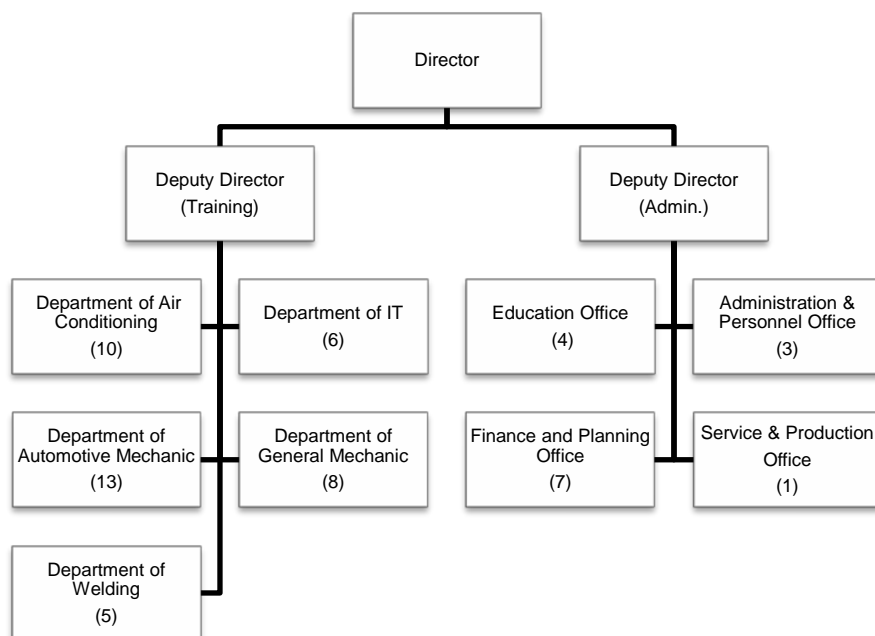 Director
Deputy Director
(Training)
Deputy Director
(Admin.)
Department of Air
Conditioning
(10)
Department of IT
(6)
Education Office
(4)
Administration &
Personnel Office
(3)
Department of
Automotive Mechanic
(13)
Department of
General Mechanic
(8)
Finance and Planning
Office
(7)
Service & Production
Office
(1)
Department of
Welding
(5)